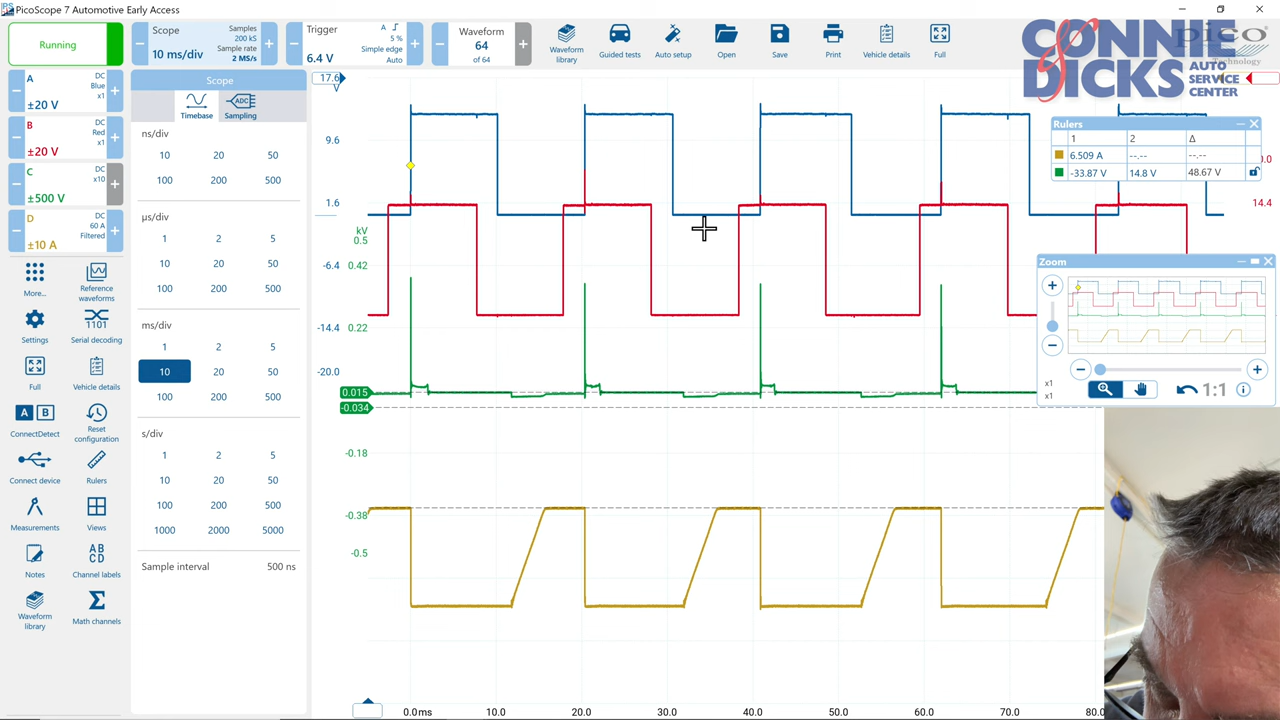 PicoScope 7 Automotive Early Access
Running
Scope
10 ms/div
Samples
200 kS
Sample rate
2 MS/s
Trigger
6.4 V
A
5 %
Simple edge
Auto
Waveform
64
of 64
Waveform
library
Guided tests
Auto setup
Open
Save
Print
Vehicle details
Full
CONNIE
&
DICKS
AUTO
SERVICE
CENTER
pico
Technology
A
DC
Blue
x1
±20 V
B
DC
Red
x1
±20 V
C
DC
x10
±500 V
D
DC
60 A
Filtered
±10 A
More...
Reference
waveforms
Settings
Serial decoding
1101
Full
Vehicle details
A B
ConnectDetect
Reset
configuration
Connect device
Rulers
Measurements
Views
Notes
ABC
Channel labels
Waveform
library
Math channels
Scope
Timebase
ADC
Sampling
ns/div
10 20 50
100 200 500
µs/div
1 2 5
10 20 50
100 200 500
ms/div
1 2 5
10 20 50
100 200 500
s/div
1 2 5
10 20 50
100 200 500
1000 2000 5000
Sample interval 500 ns
17.6
V
9.6
1.6
kV
0.5
-6.4 0.42
-14.4 0.22
-20.0
0.015
-0.034
-0.18
-0.38
-0.5
0.0ms 10.0 20.0 30.0 40.0 50.0 60.0 70.0 80.0
Rulers
1 2 Δ
6.509 A --.-- --.--
-33.87 V 14.8 V 48.67 V
14.4
Zoom
x1
x1
1:1